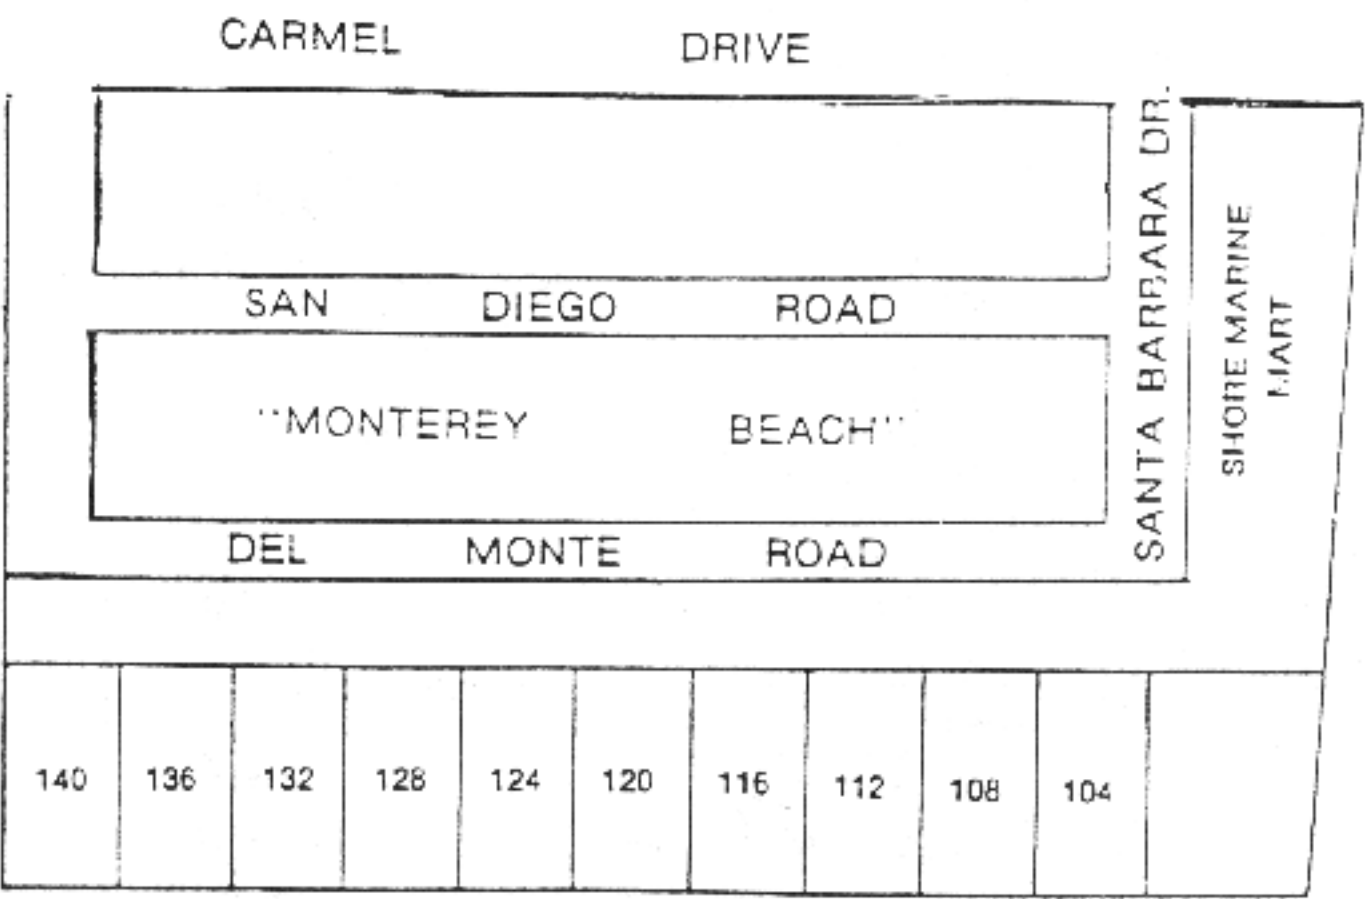 CARMEL DRIVE
SANTA BARBARA DR.
SHORE MARINE
MART
SAN DIEGO ROAD
"MONTEREY BEACH"
DEL MONTE ROAD
140 136 132 128 124 120 116 112 108 104